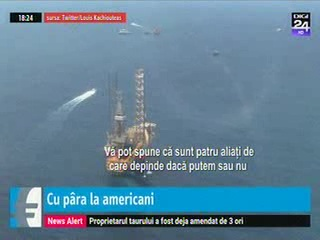 18:24
sursa: Twitter/Louis Kachioutess
DIGI 24
HD
Vă pot spune că sunt patru aliați de
care depinde dacă putem sau nu
Cu pâra la americani
News Alert Proprietarul taurului a fost deja amendat de 3 ori